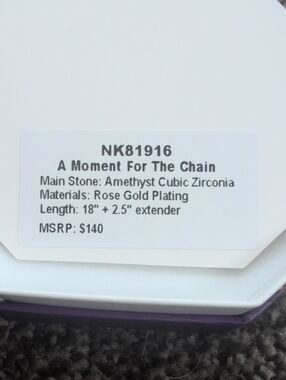 NK81916
A Moment For The Chain
Main Stone: Amethyst Cubic Zirconia
Materials: Rose Gold Plating
Length: 18" + 2.5" extender
MSRP: $140